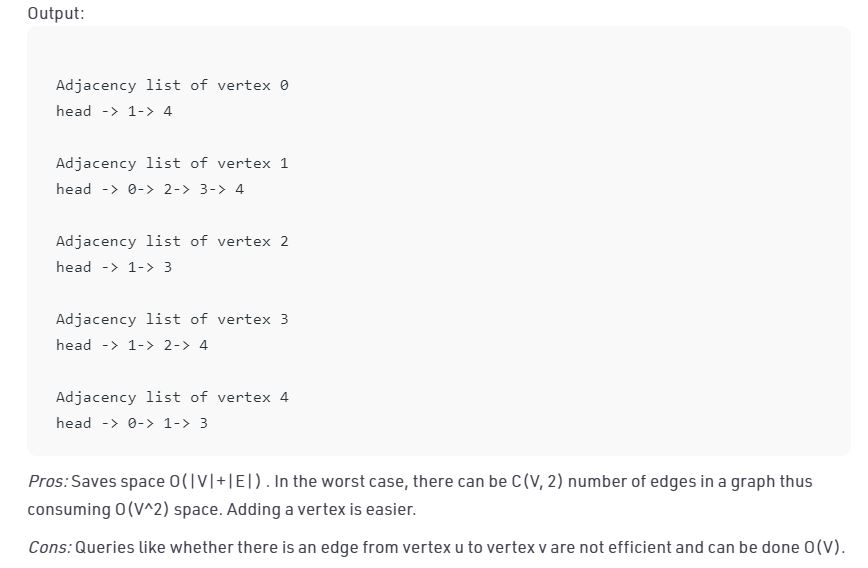 Output:
Adjacency list of vertex 0
head -> 1-> 4
Adjacency list of vertex 1
head -> 0-> 2-> 3-> 4
Adjacency list of vertex 2
head -> 1-> 3
Adjacency list of vertex 3
head -> 1-> 2-> 4
Adjacency list of vertex 4
head -> 0-> 1-> 3
Pros: Saves space O(|V|+|E|) . In the worst case, there can be C(V, 2) number of edges in a graph thus
consuming O(V^2) space. Adding a vertex is easier.
Cons: Queries like whether there is an edge from vertex u to vertex v are not efficient and can be done O(V).